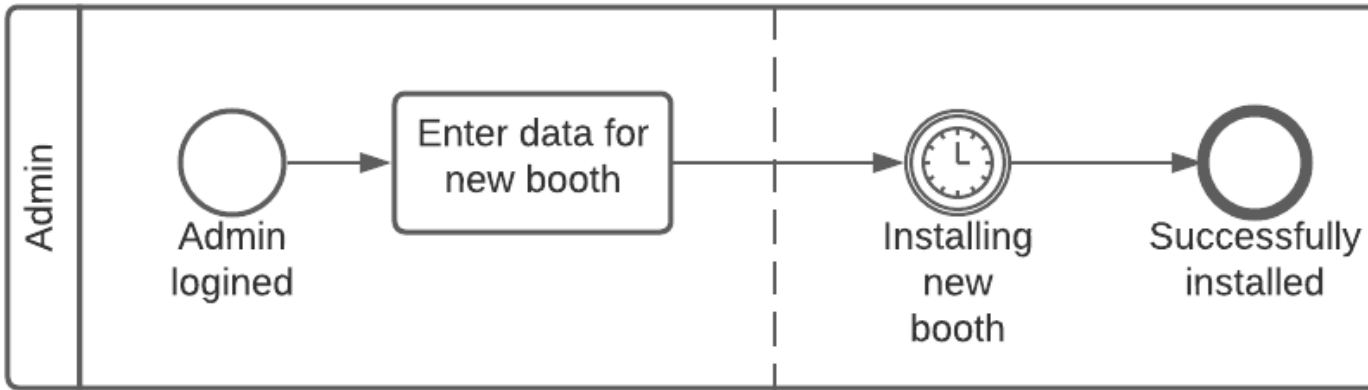 Admin
Admin
logined
Enter data for
new booth
Installing
new
booth
Successfully
installed